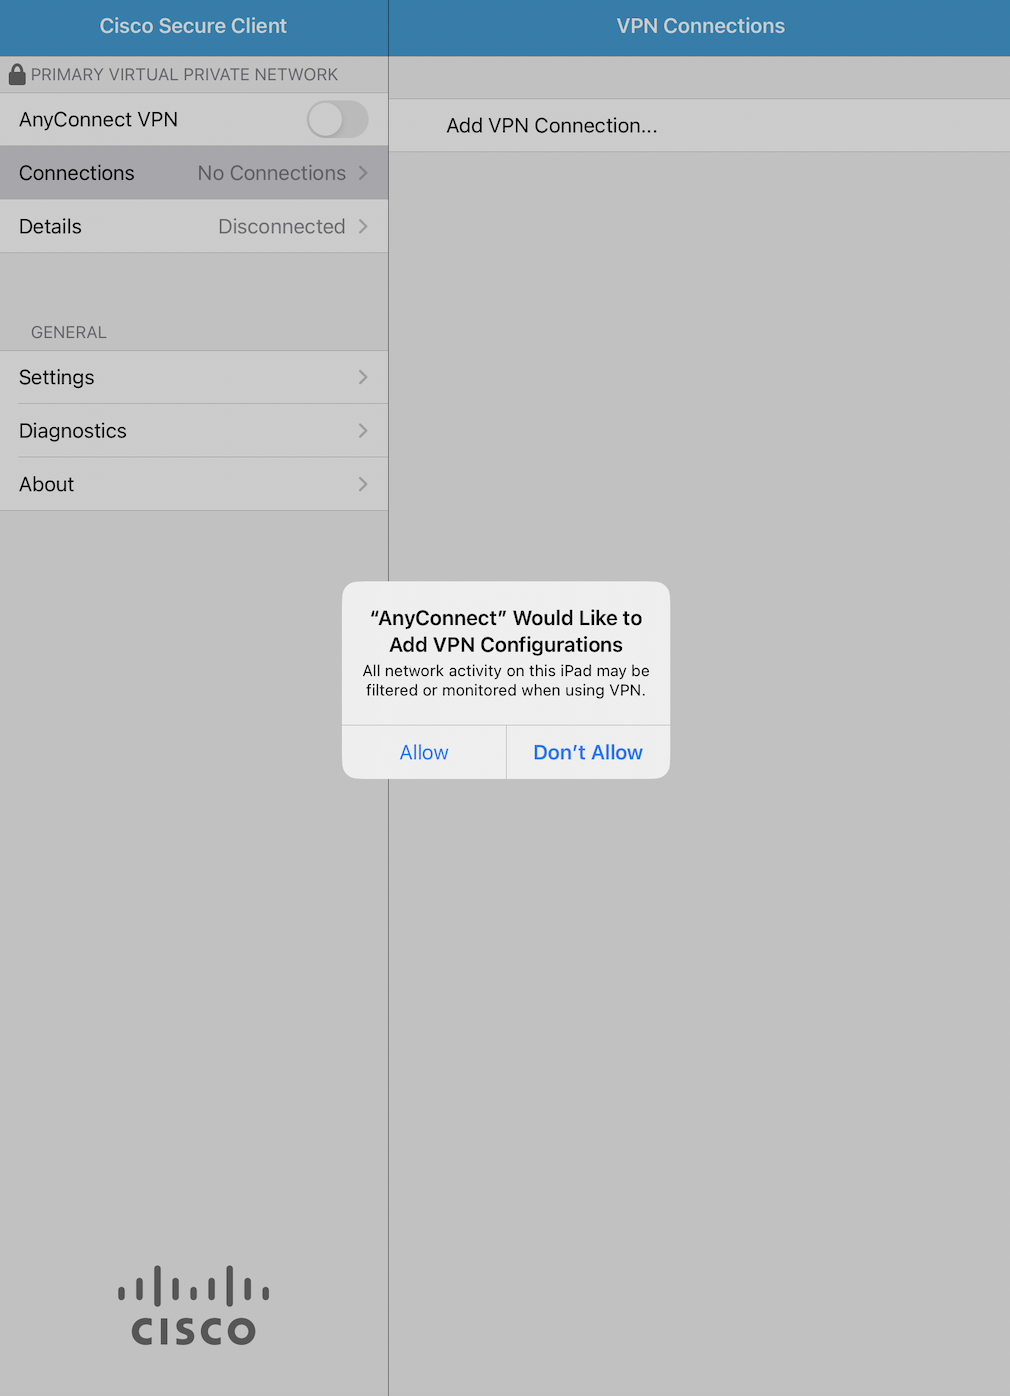 Cisco Secure Client
VPN Connections
PRIMARY VIRTUAL PRIVATE NETWORK
AnyConnect VPN
Connections No Connections
Details Disconnected
Add VPN Connection...
GENERAL
Settings
Diagnostics
About
“AnyConnect” Would Like to
Add VPN Configurations
All network activity on this iPad may be
filtered or monitored when using VPN.
Allow
Don’t Allow
CISCO